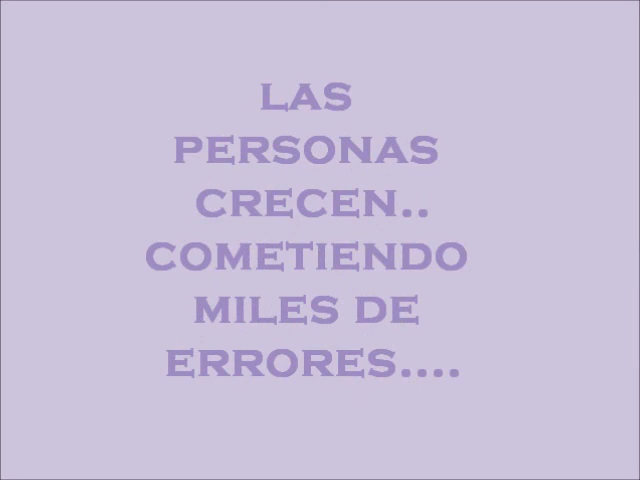 LAS
PERSONAS
CRECEN..
COMETIENDO
MILES DE
ERRORES....